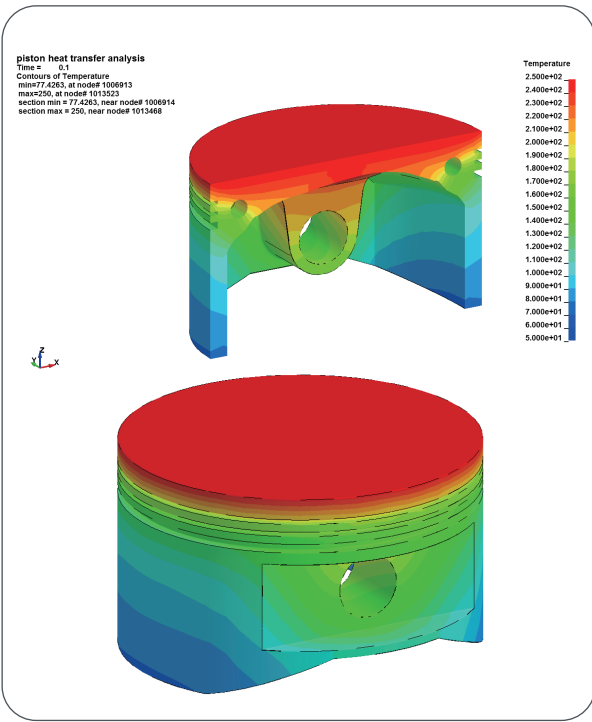 piston heat transfer analysis
Time = 0.1
Contours of Temperature
min=77.4263, at node# 1006913
max=250, at node# 1013523
section min = 77.4263, near node# 1006914
section max = 250, near node# 1013468
Temperature
2.500e+02
2.400e+02
2.300e+02
2.200e+02
2.100e+02
2.000e+02
1.900e+02
1.800e+02
1.700e+02
1.600e+02
1.500e+02
1.400e+02
1.300e+02
1.200e+02
1.100e+02
1.000e+02
9.000e+01
8.000e+01
7.000e+01
6.000e+01
5.000e+01
Z
Y X